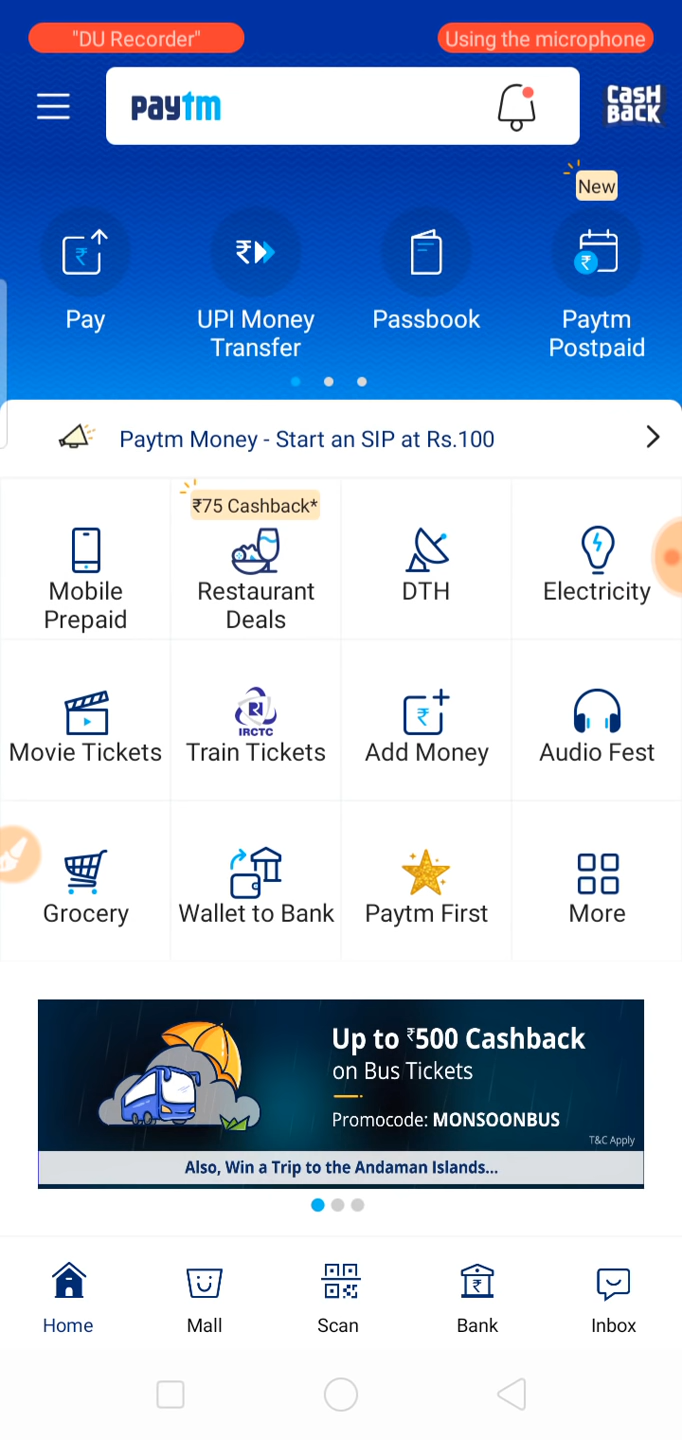 "DU Recorder"
Using the microphone
paytm
CASH
BACK
New
₹
₹
₹
Pay
UPI Money
Transfer
Passbook
Paytm
Postpaid
Paytm Money - Start an SIP at Rs.100
₹75 Cashback*
Mobile
Prepaid
Restaurant
Deals
DTH
Electricity
IRCTC
₹
Movie Tickets
Train Tickets
Add Money
Audio Fest
Grocery
Wallet to Bank
Paytm First
More
Up to ₹500 Cashback
on Bus Tickets
Promocode: MONSOONBUS
T&C Apply
Also, Win a Trip to the Andaman Islands...
₹
Home
Mall
Scan
Bank
Inbox